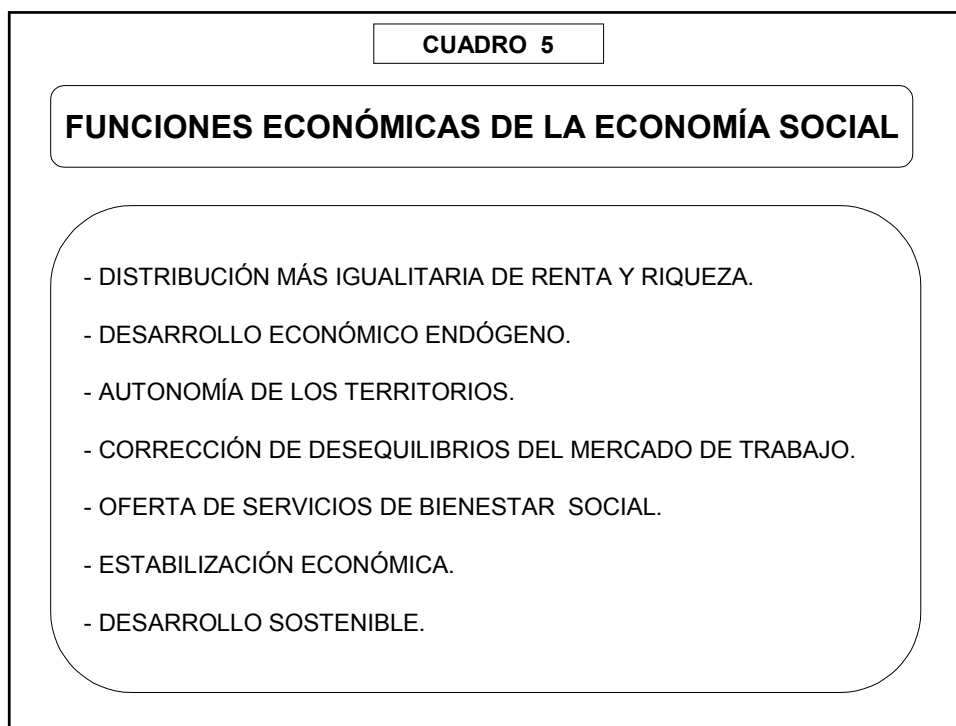 CUADRO 5
FUNCIONES ECONÓMICAS DE LA ECONOMÍA SOCIAL
- DISTRIBUCIÓN MÁS IGUALITARIA DE RENTA Y RIQUEZA.
- DESARROLLO ECONÓMICO ENDÓGENO.
- AUTONOMÍA DE LOS TERRITORIOS.
- CORRECCIÓN DE DESEQUILIBRIOS DEL MERCADO DE TRABAJO.
- OFERTA DE SERVICIOS DE BIENESTAR SOCIAL.
- ESTABILIZACIÓN ECONÓMICA.
- DESARROLLO SOSTENIBLE.